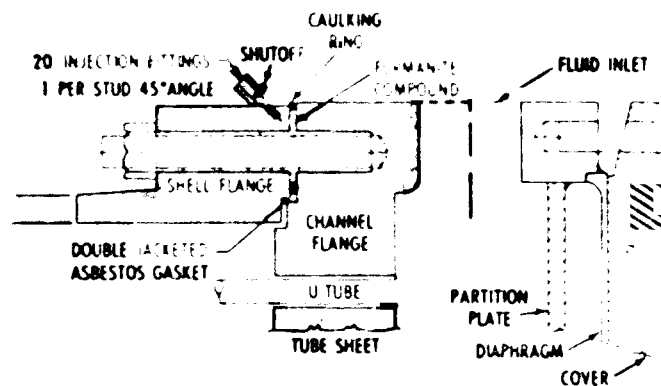 CAULKING
RING
20 INJECTION FITTINGS
SHUTOFF
FURMANITE
COMPOUND
1 PER STUD 45° ANGLE
FLUID INLET
SHELL FLANGE
CHANNEL
FLANGE
DOUBLE JACKETED
ASBESTOS GASKET
U TUBE
TUBE SHEET
PARTITION
PLATE
DIAPHRAGM
COVER